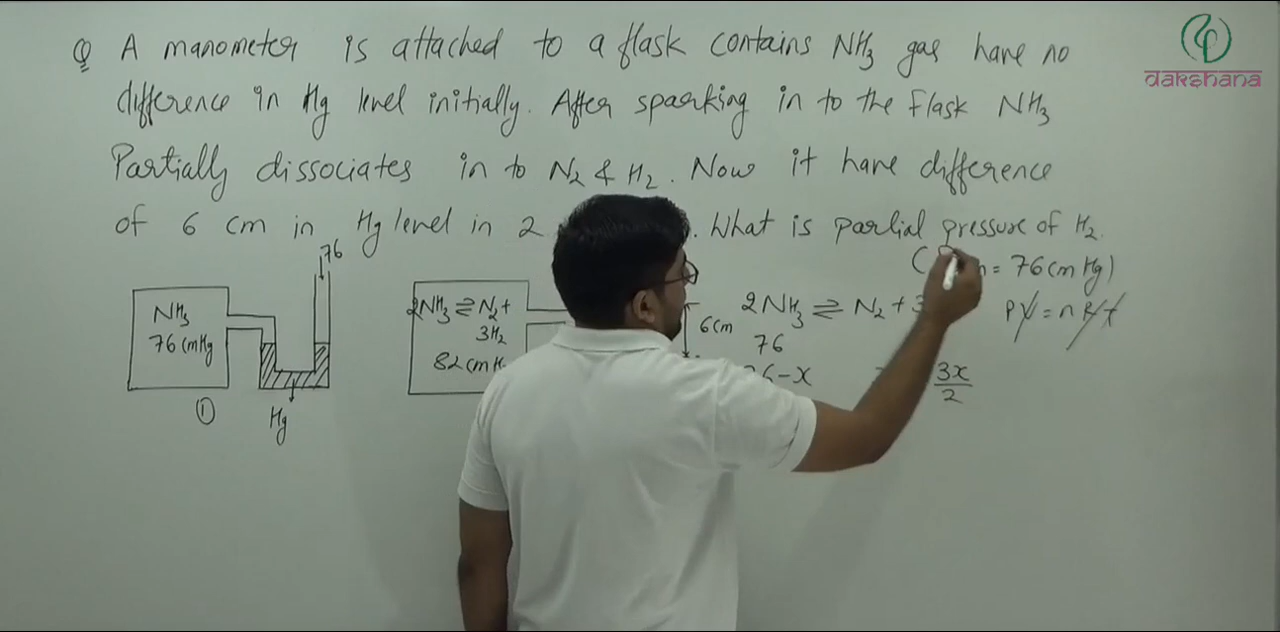 Q A manometer is attached to a flask contains NH3 gas have no
difference in Hg level initially. After sparking in to the flask NH3
Partially dissociates in to N2 & H2. Now it have difference
of 6 cm in Hg level in 2 . What is partial pressure of H2.
76
= 76 cm Hg)
NH3
76 cmHg
Hg
①
2NH3 ⇌ N2 +
3H2
82 cm
6 cm
2NH3 ⇌ N2 +
76
-x
3x/2
PV = nRT
dakshana